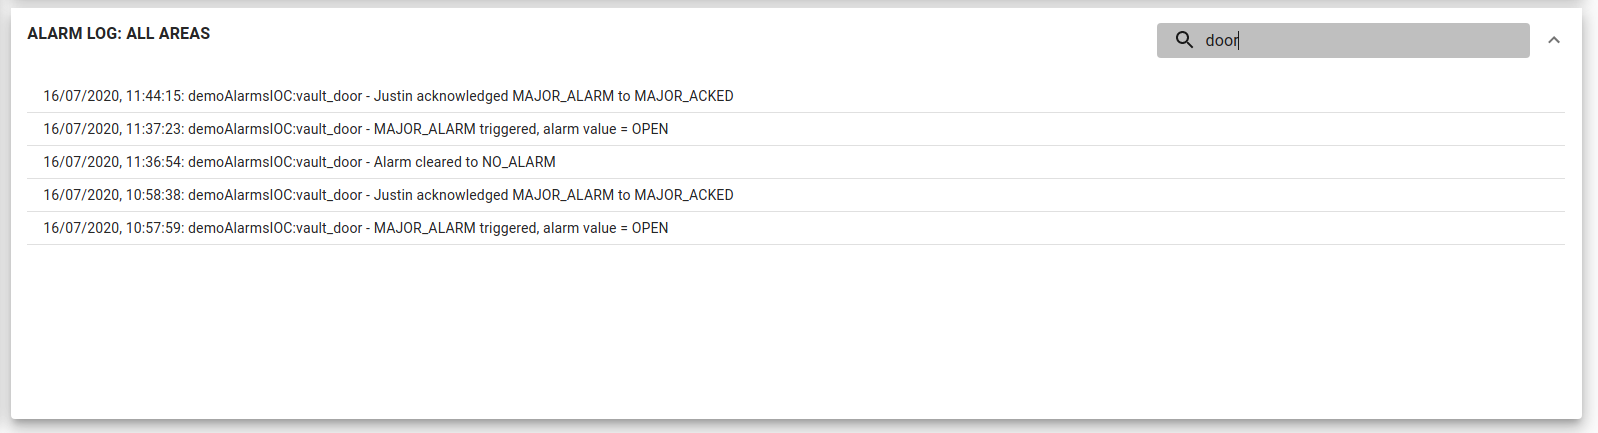 ALARM LOG: ALL AREAS
door
16/07/2020, 11:44:15: demoAlarmsIOC:vault_door - Justin acknowledged MAJOR_ALARM to MAJOR_ACKED
16/07/2020, 11:37:23: demoAlarmsIOC:vault_door - MAJOR_ALARM triggered, alarm value = OPEN
16/07/2020, 11:36:54: demoAlarmsIOC:vault_door - Alarm cleared to NO_ALARM
16/07/2020, 10:58:38: demoAlarmsIOC:vault_door - Justin acknowledged MAJOR_ALARM to MAJOR_ACKED
16/07/2020, 10:57:59: demoAlarmsIOC:vault_door - MAJOR_ALARM triggered, alarm value = OPEN